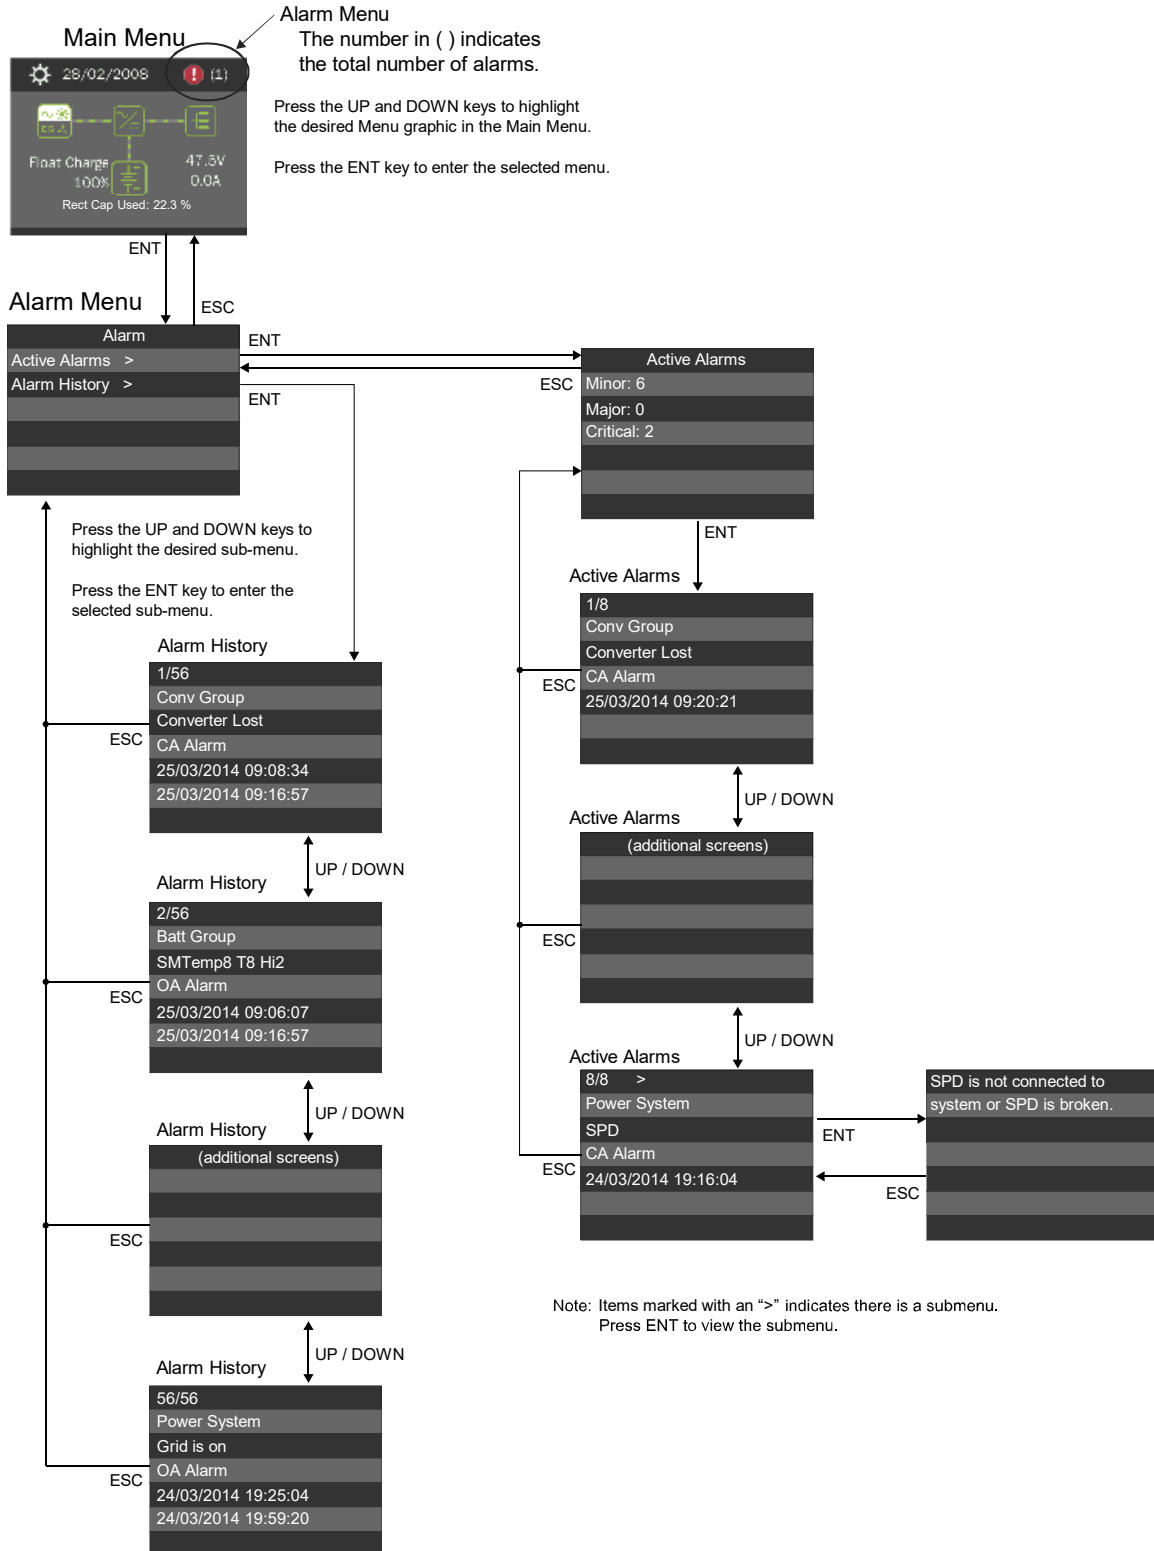 Alarm Menu
The number in ( ) indicates
the total number of alarms.
Main Menu
28/02/2008 ! (1)
Press the UP and DOWN keys to highlight
the desired Menu graphic in the Main Menu.
Press the ENT key to enter the selected menu.
Float Charge 47.5V
100% 0.0A
Rect Cap Used: 22.3 %
ENT
ESC
Alarm Menu
Alarm
Active Alarms >
Alarm History >
ENT
ENT
ESC
Active Alarms
Minor: 6
Major: 0
Critical: 2
ENT
Press the UP and DOWN keys to
highlight the desired sub-menu.
Press the ENT key to enter the
selected sub-menu.
Alarm History
1/56
Conv Group
Converter Lost
CA Alarm
25/03/2014 09:08:34
25/03/2014 09:16:57
ESC
UP / DOWN
Alarm History
2/56
Batt Group
SMTemp8 T8 Hi2
OA Alarm
25/03/2014 09:06:07
25/03/2014 09:16:57
ESC
UP / DOWN
Alarm History
(additional screens)
ESC
UP / DOWN
Alarm History
56/56
Power System
Grid is on
OA Alarm
24/03/2014 19:25:04
24/03/2014 19:59:20
ESC
Active Alarms
1/8
Conv Group
Converter Lost
CA Alarm
25/03/2014 09:20:21
ESC
UP / DOWN
Active Alarms
(additional screens)
ESC
UP / DOWN
Active Alarms
8/8 >
Power System
SPD
CA Alarm
24/03/2014 19:16:04
ESC
ENT
ESC
SPD is not connected to
system or SPD is broken.
Note: Items marked with an “>” indicates there is a submenu.
Press ENT to view the submenu.